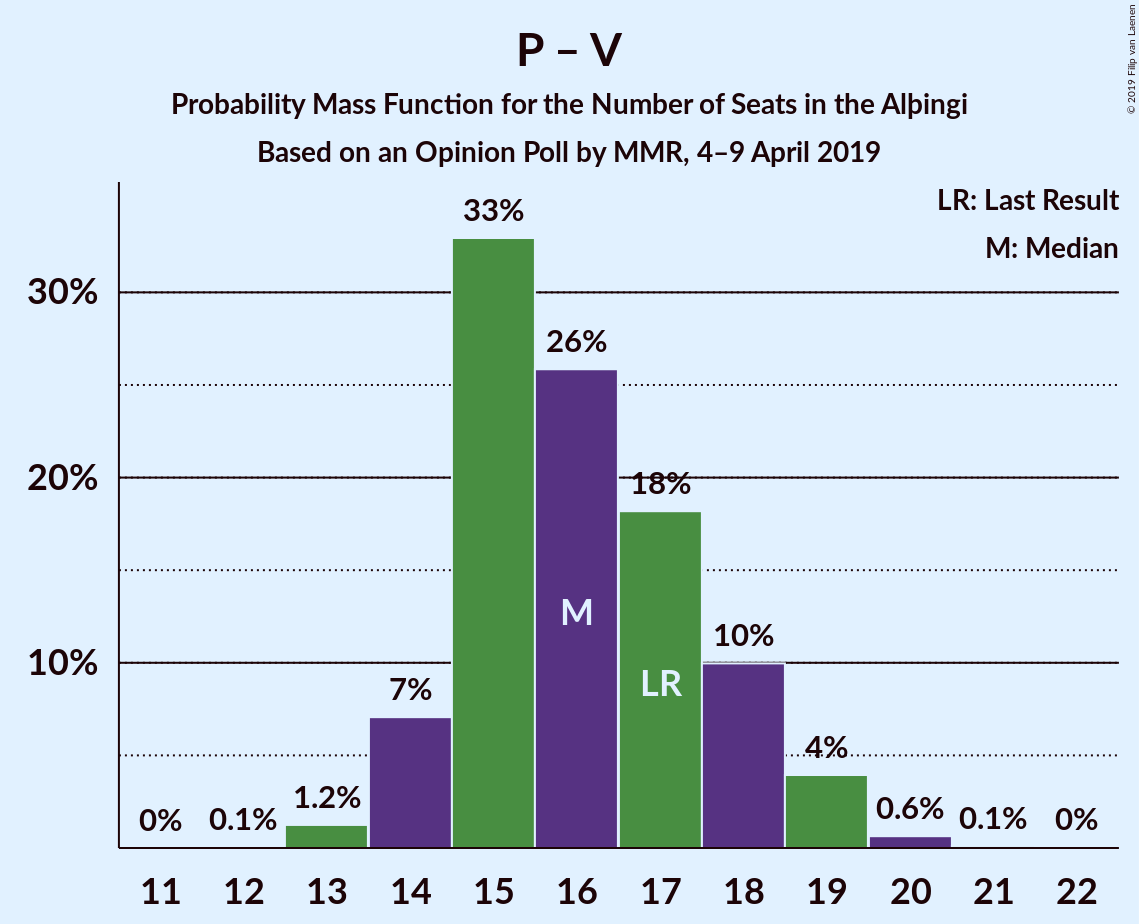 P – V
Probability Mass Function for the Number of Seats in the Alþingi
Based on an Opinion Poll by MMR, 4–9 April 2019
© 2019 Filip van Laenen
LR: Last Result
M: Median
30%
20%
10%
0%
0.1%
1.2%
7%
33%
26%
18%
10%
4%
0.6%
0.1%
0%
M
LR
11 12 13 14 15 16 17 18 19 20 21 22